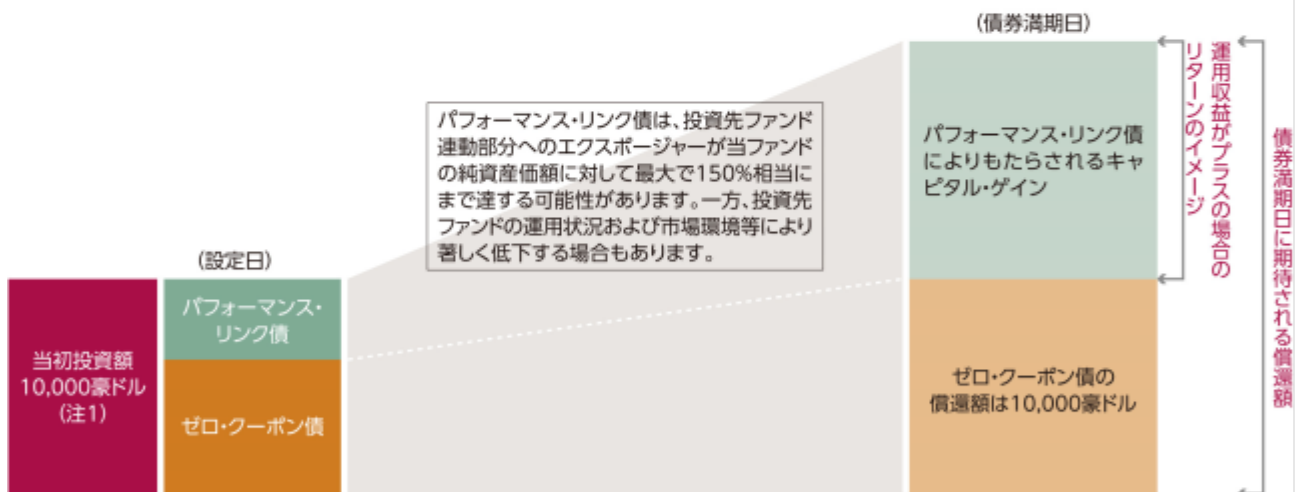 (債券満期日)
パフォーマンス・リンク債は、投資先ファンド
連動部分へのエクスポージャーが当ファンド
の純資産価額に対して最大で150%相当に
まで達する可能性があります。一方、投資先
ファンドの運用状況および市場環境等により
著しく低下する場合もあります。
(設定日)
当初投資額
10,000豪ドル
(注1)
パフォーマンス・
リンク債
ゼロ・クーポン債
パフォーマンス・リンク債
によりもたらされるキャ
ピタル・ゲイン
ゼロ・クーポン債の
償還額は10,000豪ドル
運用収益がプラスの場合の
リターンのイメージ
債券満期日に期待される償還額